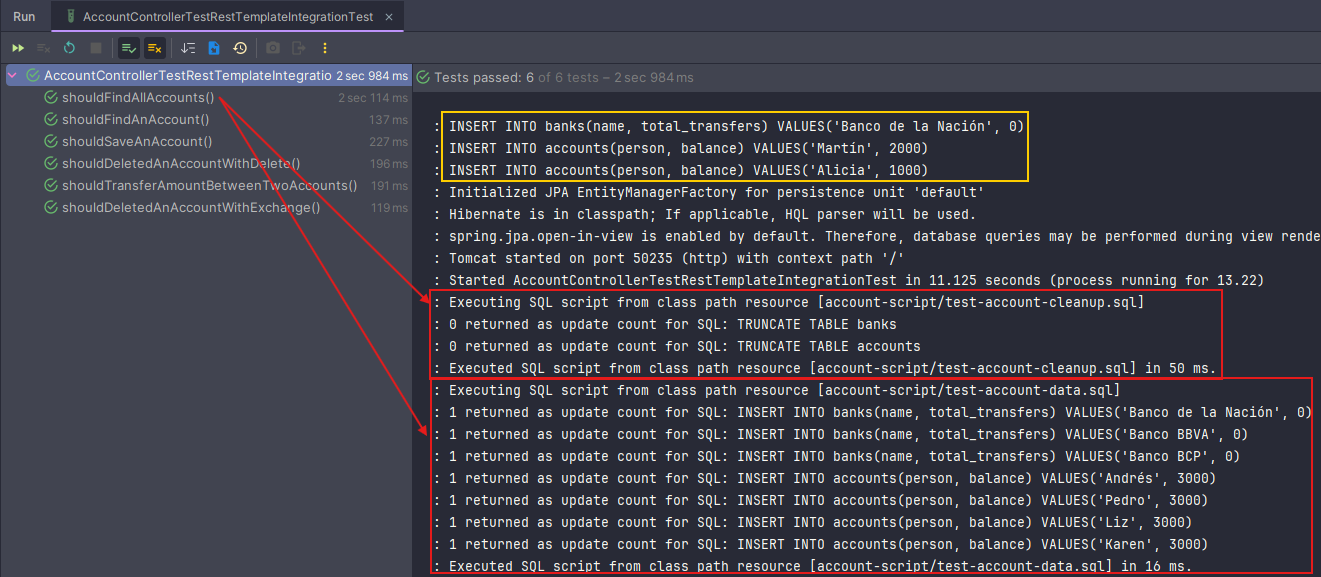 Run
AccountControllerTestRestTemplateIntegrationTest
AccountControllerTestRestTemplateIntegratio 2 sec 984 ms
shouldFindAllAccounts() 2 sec 114 ms
shouldFindAnAccount() 137 ms
shouldSaveAnAccount() 227 ms
shouldDeletedAnAccountWithDelete() 196 ms
shouldTransferAmountBetweenTwoAccounts() 191 ms
shouldDeletedAnAccountWithExchange() 119 ms
Tests passed: 6 of 6 tests – 2 sec 984 ms
: INSERT INTO banks(name, total_transfers) VALUES('Banco de la Nación', 0)
: INSERT INTO accounts(person, balance) VALUES('Martín', 2000)
: INSERT INTO accounts(person, balance) VALUES('Alicia', 1000)
: Initialized JPA EntityManagerFactory for persistence unit 'default'
: Hibernate is in classpath; If applicable, HQL parser will be used.
: spring.jpa.open-in-view is enabled by default. Therefore, database queries may be performed during view rende
: Tomcat started on port 50235 (http) with context path '/'
: Started AccountControllerTestRestTemplateIntegrationTest in 11.125 seconds (process running for 13.22)
: Executing SQL script from class path resource [account-script/test-account-cleanup.sql]
: 0 returned as update count for SQL: TRUNCATE TABLE banks
: 0 returned as update count for SQL: TRUNCATE TABLE accounts
: Executed SQL script from class path resource [account-script/test-account-cleanup.sql] in 50 ms.
: Executing SQL script from class path resource [account-script/test-account-data.sql]
: 1 returned as update count for SQL: INSERT INTO banks(name, total_transfers) VALUES('Banco de la Nación', 0)
: 1 returned as update count for SQL: INSERT INTO banks(name, total_transfers) VALUES('Banco BBVA', 0)
: 1 returned as update count for SQL: INSERT INTO banks(name, total_transfers) VALUES('Banco BCP', 0)
: 1 returned as update count for SQL: INSERT INTO accounts(person, balance) VALUES('Andrés', 3000)
: 1 returned as update count for SQL: INSERT INTO accounts(person, balance) VALUES('Pedro', 3000)
: 1 returned as update count for SQL: INSERT INTO accounts(person, balance) VALUES('Liz', 3000)
: 1 returned as update count for SQL: INSERT INTO accounts(person, balance) VALUES('Karen', 3000)
: Executed SQL script from class path resource [account-script/test-account-data.sql] in 16 ms.